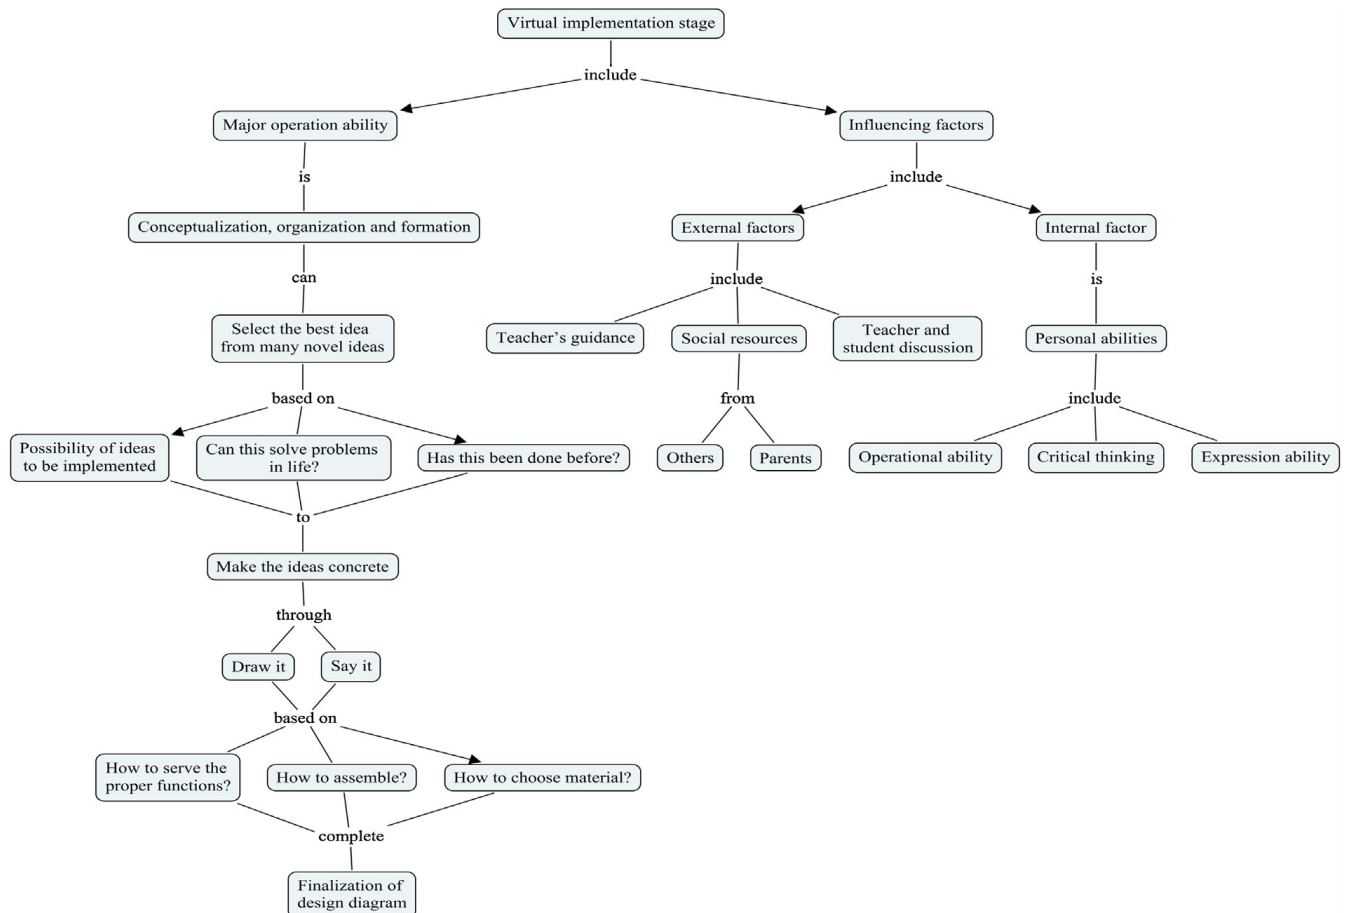 Virtual implementation stage
include
Major operation ability
Influencing factors
is
include
Conceptualization, organization and formation
External factors
Internal factor
can
include
is
Select the best idea
from many novel ideas
Teacher’s guidance
Social resources
Teacher and
student discussion
Personal abilities
based on
from
include
Possibility of ideas
to be implemented
Can this solve problems
in life?
Has this been done before?
Others
Parents
Operational ability
Critical thinking
Expression ability
to
Make the ideas concrete
through
Draw it
Say it
based on
How to serve the
proper functions?
How to assemble?
How to choose material?
complete
Finalization of
design diagram